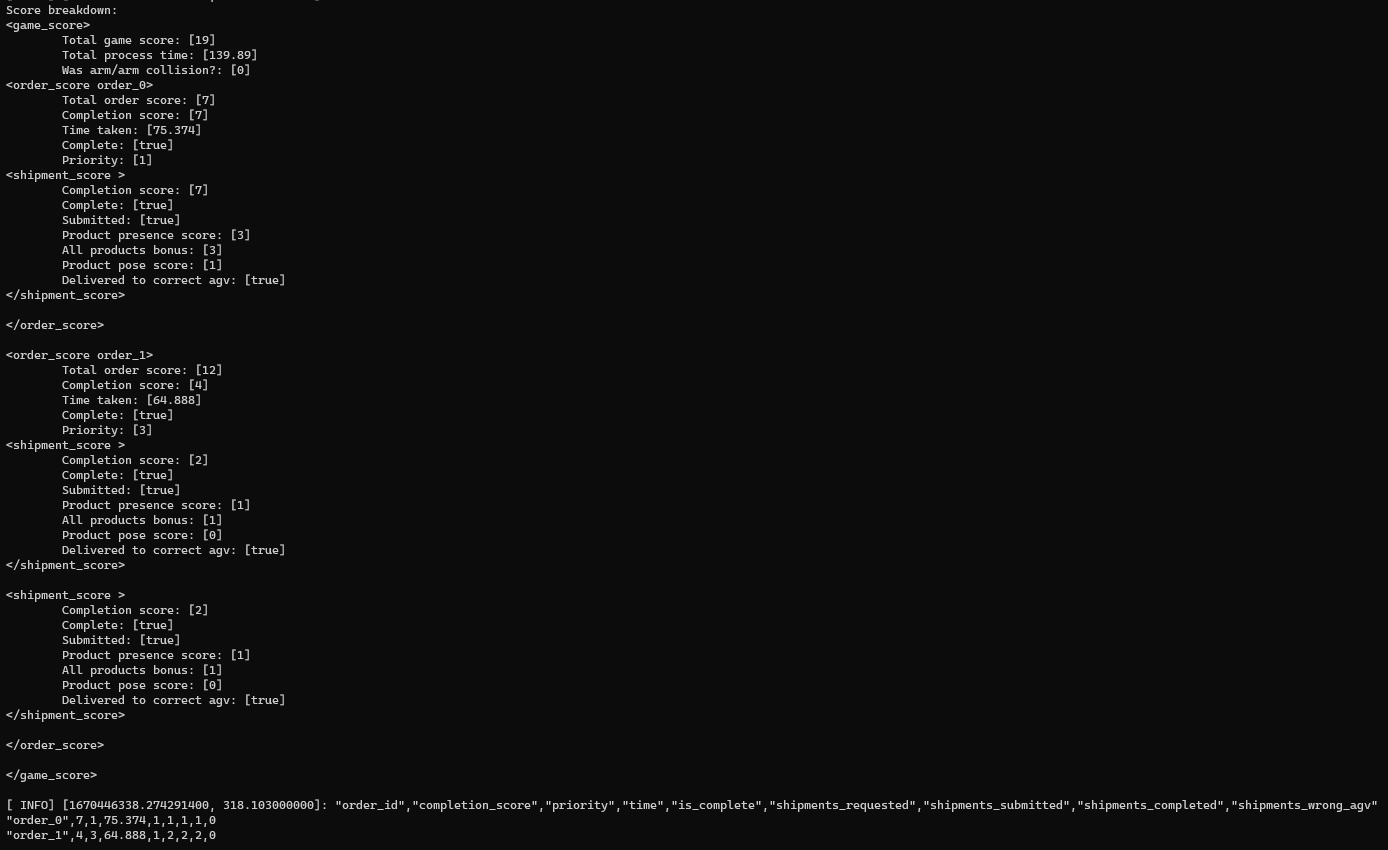 Score breakdown:
<game_score>
        Total game score: [19]
        Total process time: [139.89]
        Was arm/arm collision?: [0]
<order_score order_0>
        Total order score: [7]
        Completion score: [7]
        Time taken: [75.374]
        Complete: [true]
        Priority: [1]
<shipment_score >
        Completion score: [7]
        Complete: [true]
        Submitted: [true]
        Product presence score: [3]
        All products bonus: [3]
        Product pose score: [1]
        Delivered to correct agv: [true]
</shipment_score>

</order_score>

<order_score order_1>
        Total order score: [12]
        Completion score: [4]
        Time taken: [64.888]
        Complete: [true]
        Priority: [3]
<shipment_score >
        Completion score: [2]
        Complete: [true]
        Submitted: [true]
        Product presence score: [1]
        All products bonus: [1]
        Product pose score: [0]
        Delivered to correct agv: [true]
</shipment_score>

<shipment_score >
        Completion score: [2]
        Complete: [true]
        Submitted: [true]
        Product presence score: [1]
        All products bonus: [1]
        Product pose score: [0]
        Delivered to correct agv: [true]
</shipment_score>

</order_score>

</game_score>

[ INFO] [1670446338.274291400, 318.103000000]: "order_id","completion_score","priority","time","is_complete","shipments_requested","shipments_submitted","shipments_completed","shipments_wrong_agv"
"order_0",7,1,75.374,1,1,1,1,0
"order_1",4,3,64.888,1,2,2,2,0